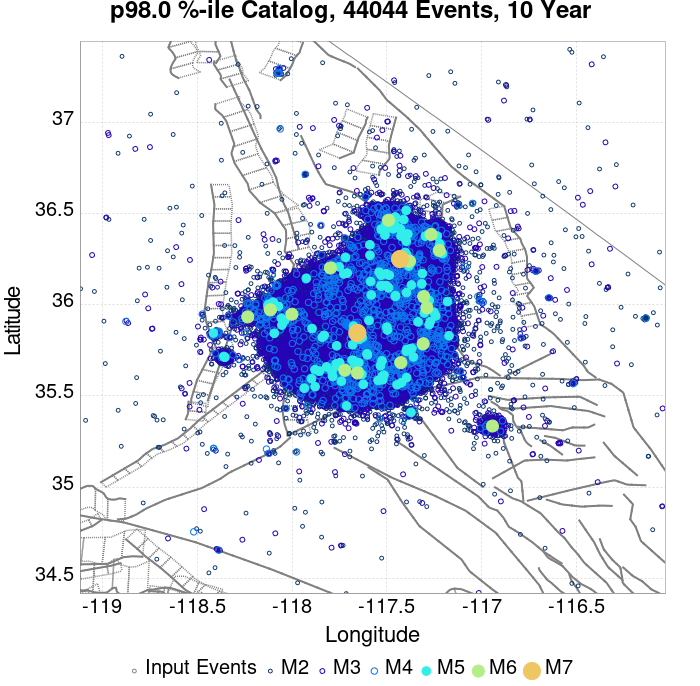 p98.0 %-ile Catalog, 44044 Events, 10 Year
37
36.5
36
35.5
35
34.5
Latitude
-119 -118.5 -118 -117.5 -117 -116.5
Longitude
Input Events M2 M3 M4 M5 M6 M7